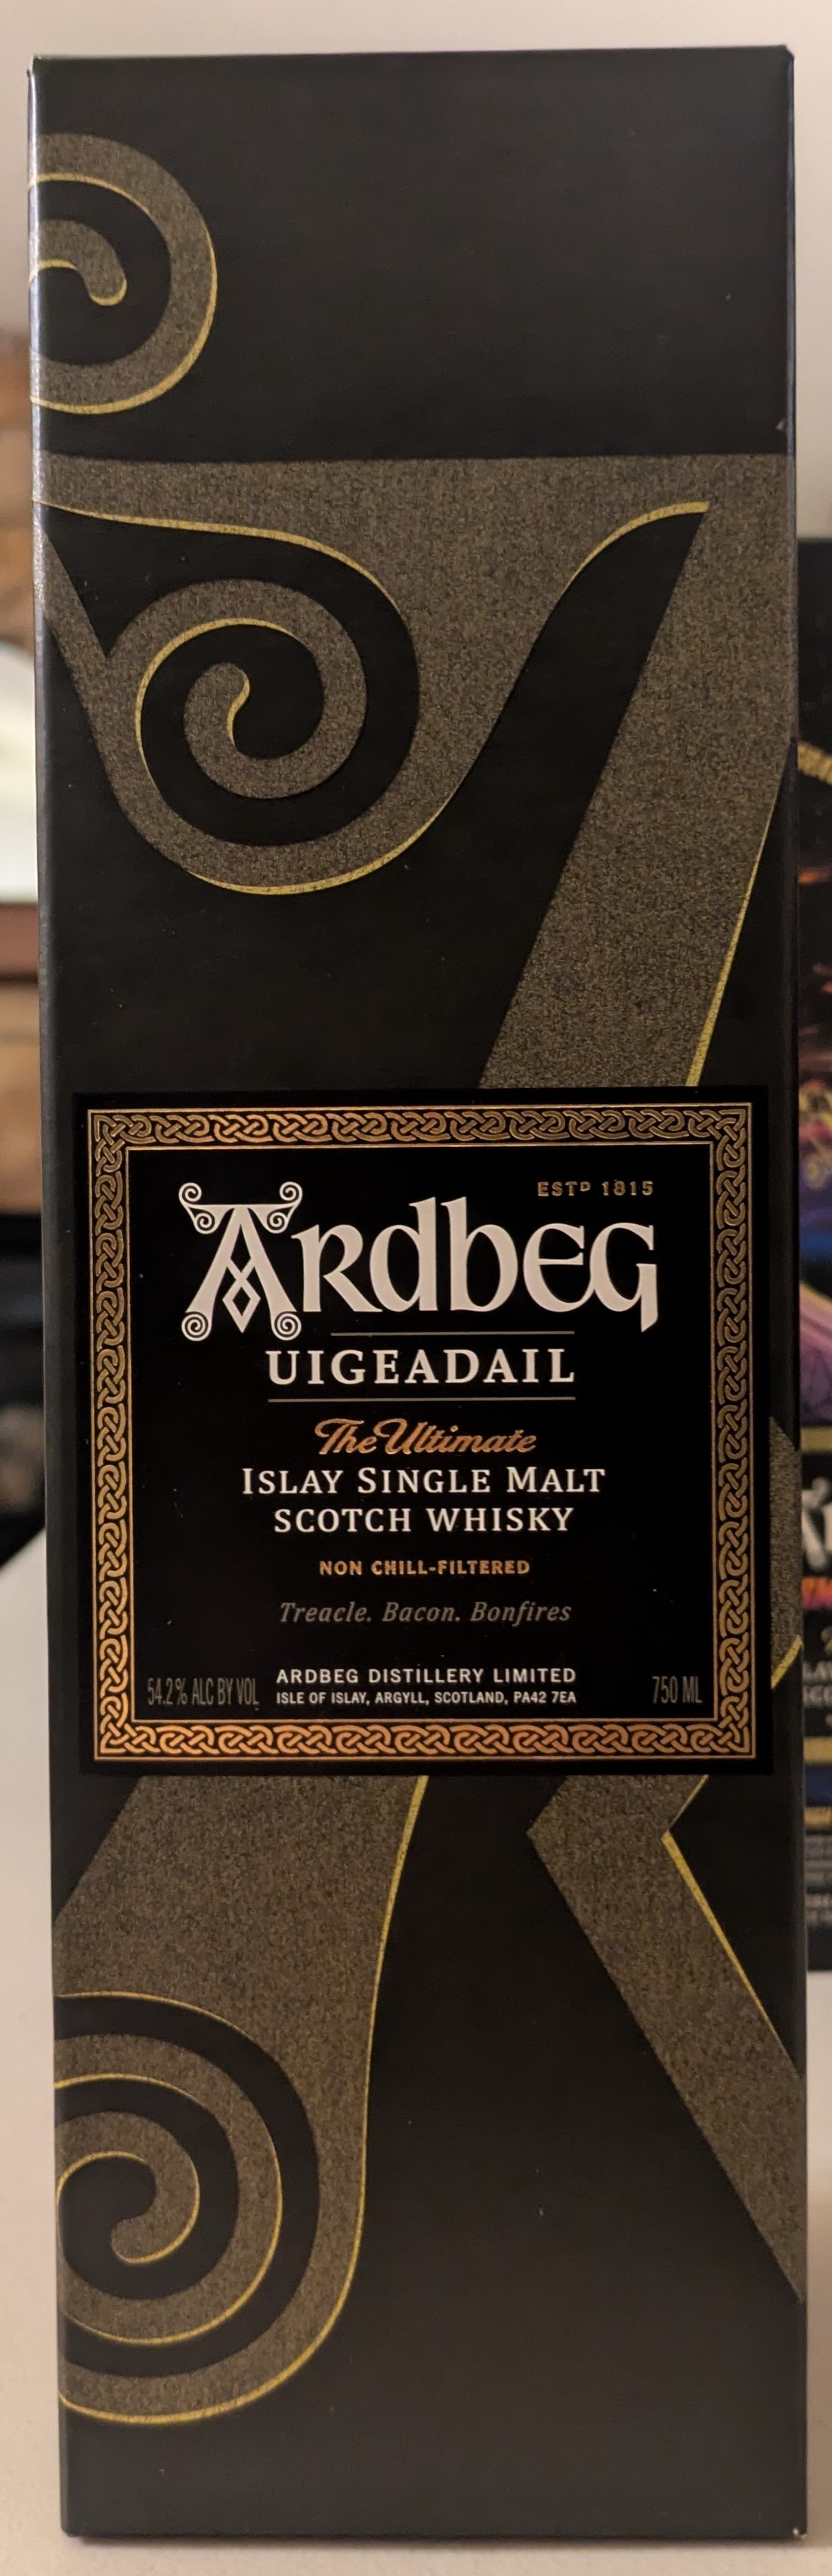 ESTD 1815
ARDBEG
UIGEADAIL
The Ultimate
ISLAY SINGLE MALT
SCOTCH WHISKY
NON CHILL-FILTERED
Treacle. Bacon. Bonfires
54.2% ALC BY VOL
ARDBEG DISTILLERY LIMITED
ISLE OF ISLAY, ARGYLL, SCOTLAND, PA42 7EA
750 ML